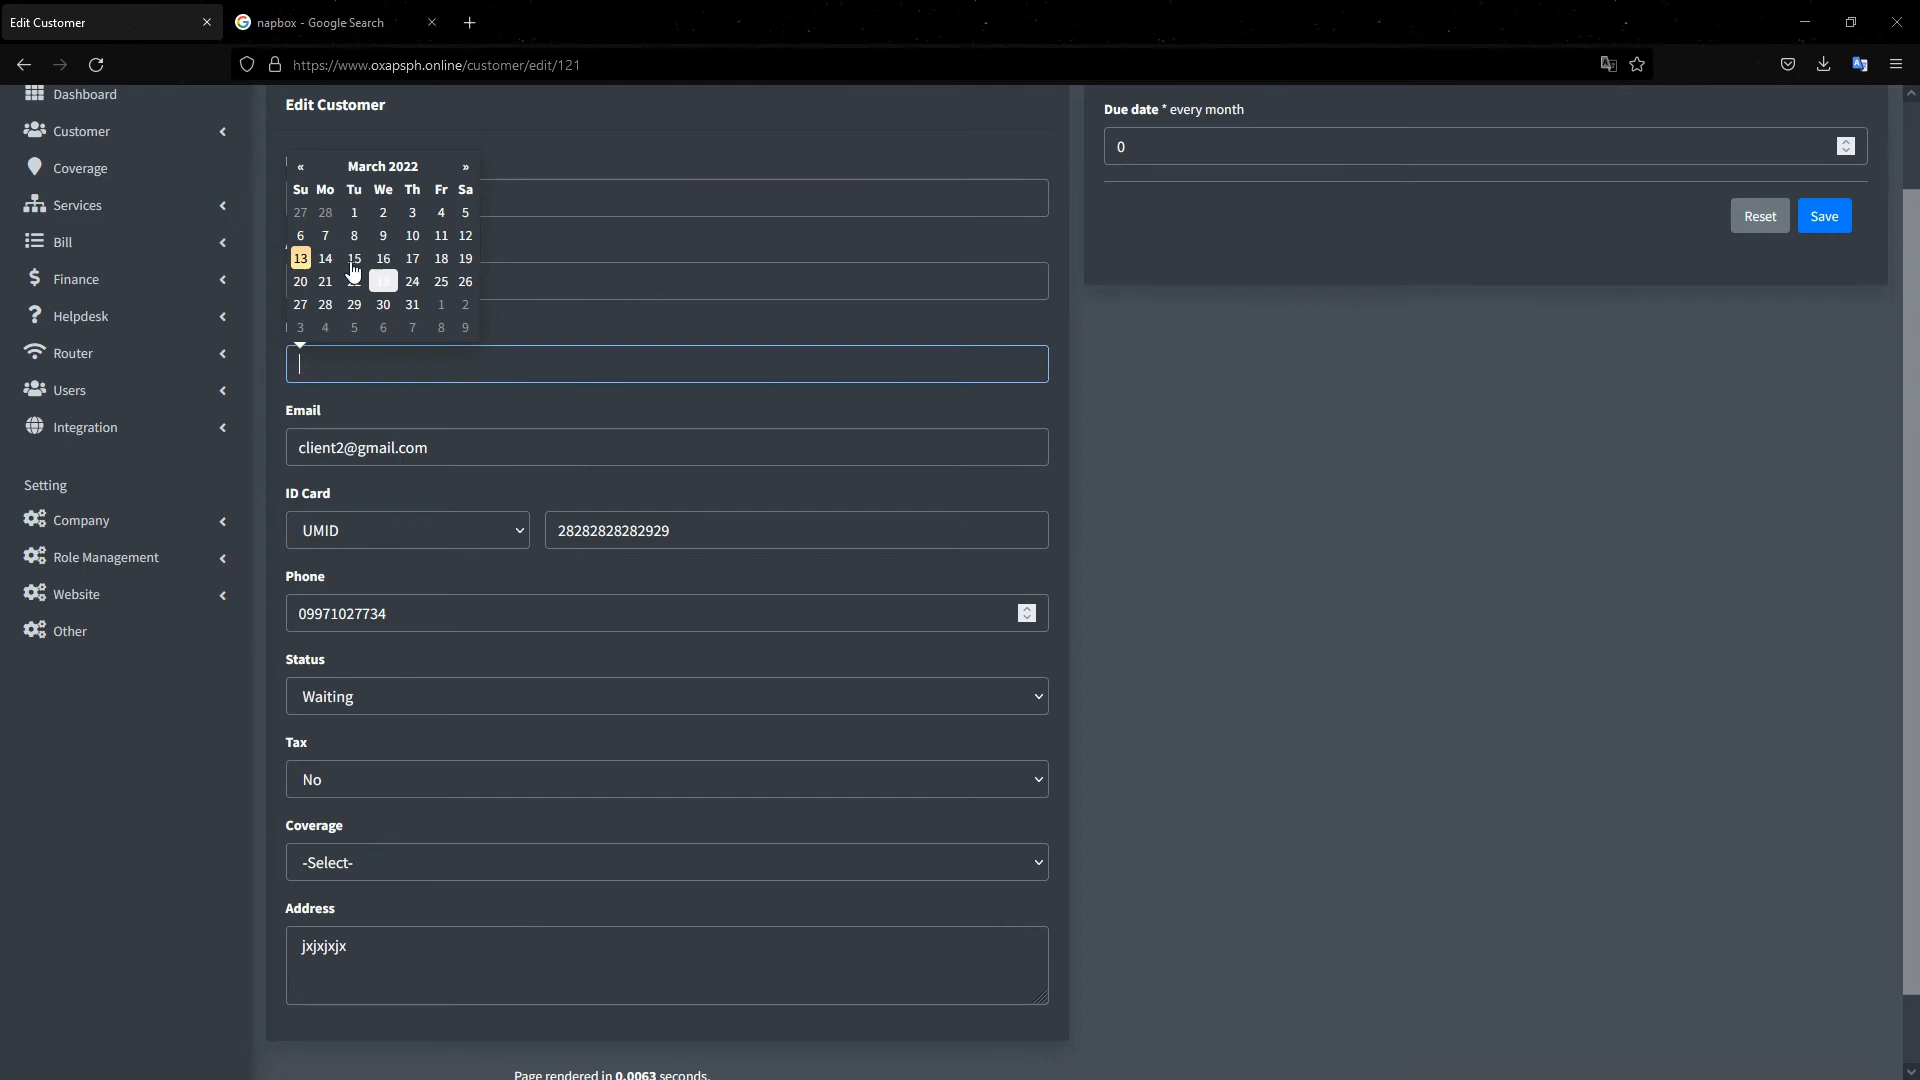 Edit Customer
napbox - Google Search
https://www.oxapsph.online/customer/edit/121
Dashboard
Customer
Coverage
Services
Bill
Finance
Helpdesk
Router
Users
Integration
Setting
Company
Role Management
Website
Other
Edit Customer
« March 2022 »
Su Mo Tu We Th Fr Sa
27 28 1 2 3 4 5
6 7 8 9 10 11 12
13 14 15 16 17 18 19
20 21 22 23 24 25 26
27 28 29 30 31 1 2
3 4 5 6 7 8 9
Email
client2@gmail.com
ID Card
UMID
28282828282929
Phone
09971027734
Status
Waiting
Tax
No
Coverage
-Select-
Address
jxjxjxjx
Page rendered in 0.0063 seconds.
Due date * every month
0
Reset
Save